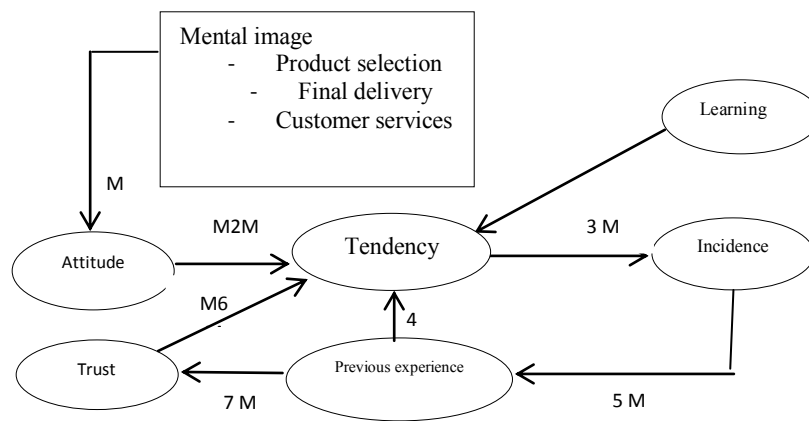 Mental image
- Product selection
- Final delivery
- Customer services
Learning
M
M2M
Tendency
3 M
Incidence
Attitude
M6
4
Trust
Previous experience
7 M
5 M